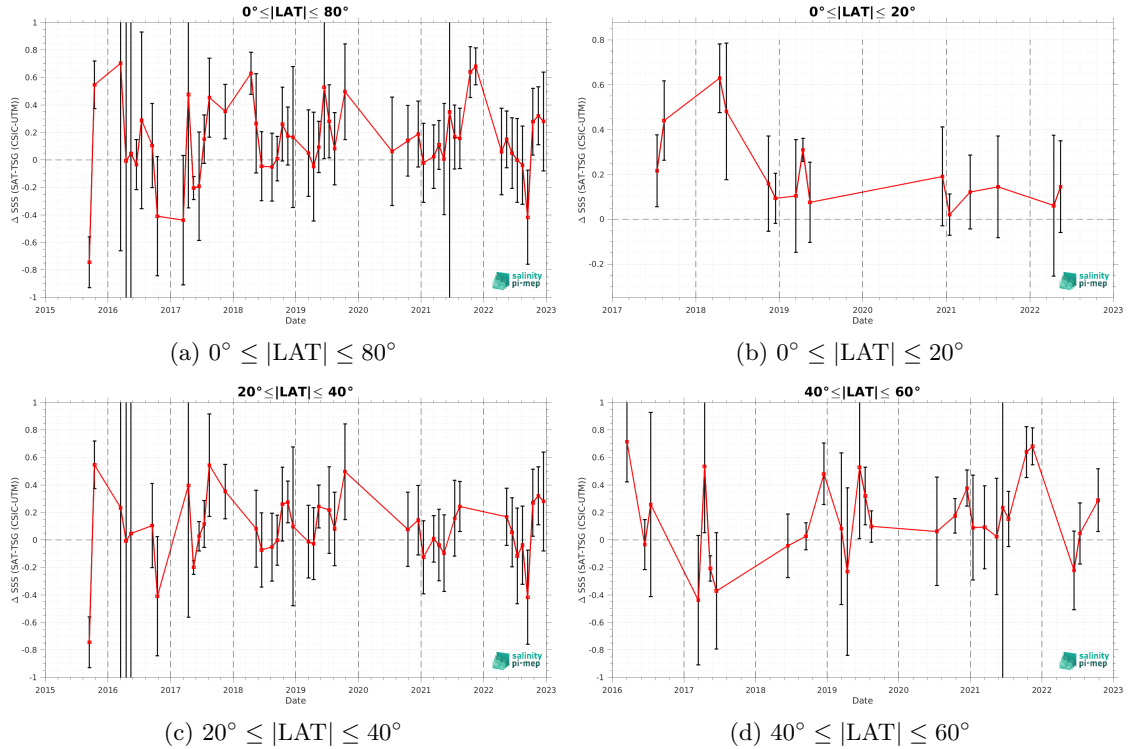 0°≤|LAT|≤ 80°
Δ SSS (SAT-TSG (CSIC-UTM))
1
0.8
0.6
0.4
0.2
0
-0.2
-0.4
-0.6
-0.8
-1
2015 2016 2017 2018 2019 2020 2021 2022 2023
Date
salinity
pi-mep
(a) 0° ≤ |LAT| ≤ 80°
0°≤|LAT|≤ 20°
Δ SSS (SAT-TSG (CSIC-UTM))
0.8
0.6
0.4
0.2
0
-0.2
2017 2018 2019 2020 2021 2022 2023
Date
salinity
pi-mep
(b) 0° ≤ |LAT| ≤ 20°
20°≤|LAT|≤ 40°
Δ SSS (SAT-TSG (CSIC-UTM))
1
0.8
0.6
0.4
0.2
0
-0.2
-0.4
-0.6
-0.8
-1
2015 2016 2017 2018 2019 2020 2021 2022 2023
Date
salinity
pi-mep
(c) 20° ≤ |LAT| ≤ 40°
40°≤|LAT|≤ 60°
Δ SSS (SAT-TSG (CSIC-UTM))
1
0.8
0.6
0.4
0.2
0
-0.2
-0.4
-0.6
-0.8
-1
2016 2017 2018 2019 2020 2021 2022 2023
Date
salinity
pi-mep
(d) 40° ≤ |LAT| ≤ 60°